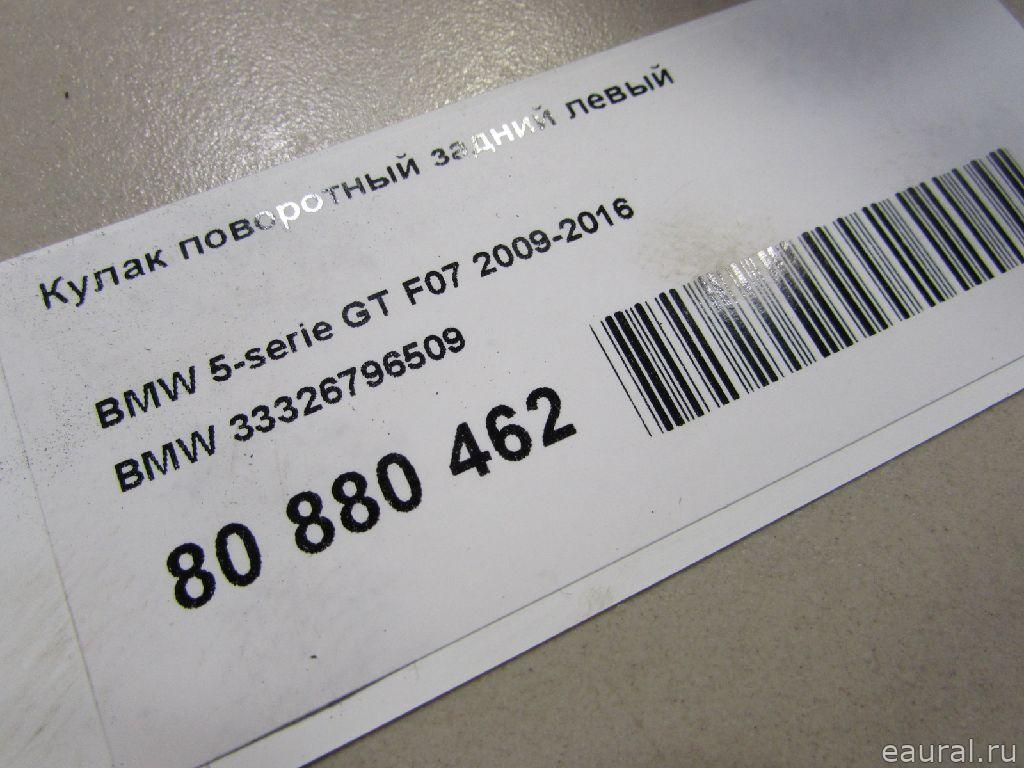 Кулак поворотный задний левый
BMW 5-serie GT F07 2009-2016
BMW 33326796509
80 880 462
eaural.ru